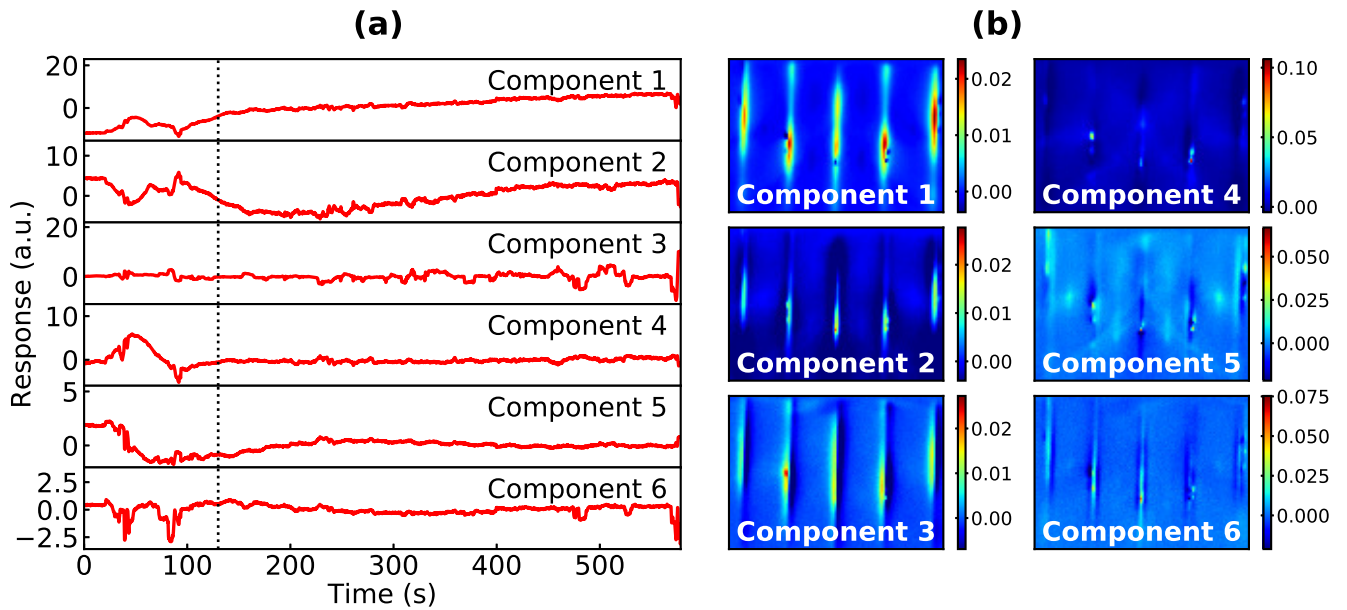 (a)
(b)
Response (a.u.)
20
0
Component 1
10
0
Component 2
20
0
Component 3
10
0
Component 4
5
0
Component 5
2.5
0.0
−2.5
Component 6
0 100 200 300 400 500
Time (s)
Component 1
0.02
0.01
0.00
Component 4
0.10
0.05
0.00
Component 2
0.02
0.01
0.00
Component 5
0.050
0.025
0.000
Component 3
0.02
0.01
0.00
Component 6
0.075
0.050
0.025
0.000